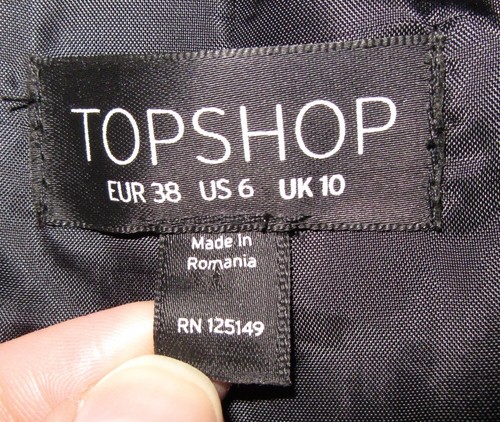 TOPSHOP
EUR 38 US 6 UK 10
Made In
Romania
RN 125149